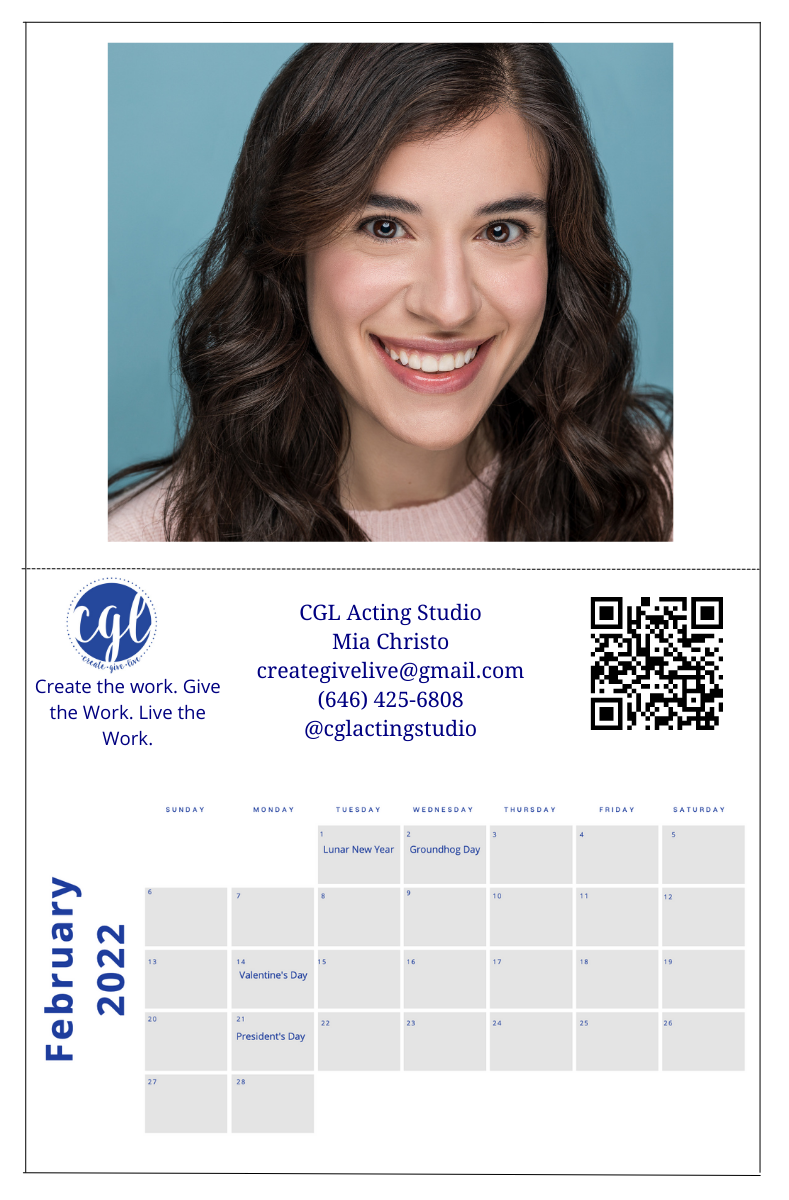 cgl
create·give·live
Create the work. Give
the Work. Live the
Work.
CGL Acting Studio
Mia Christo
creategivelive@gmail.com
(646) 425-6808
@cglactingstudio
February
2022
SUNDAY MONDAY TUESDAY WEDNESDAY THURSDAY FRIDAY SATURDAY
1 2 3 4 5
Lunar New Year Groundhog Day
6 7 8 9 10 11 12
13 14 15 16 17 18 19
Valentine's Day
20 21 22 23 24 25 26
President's Day
27 28